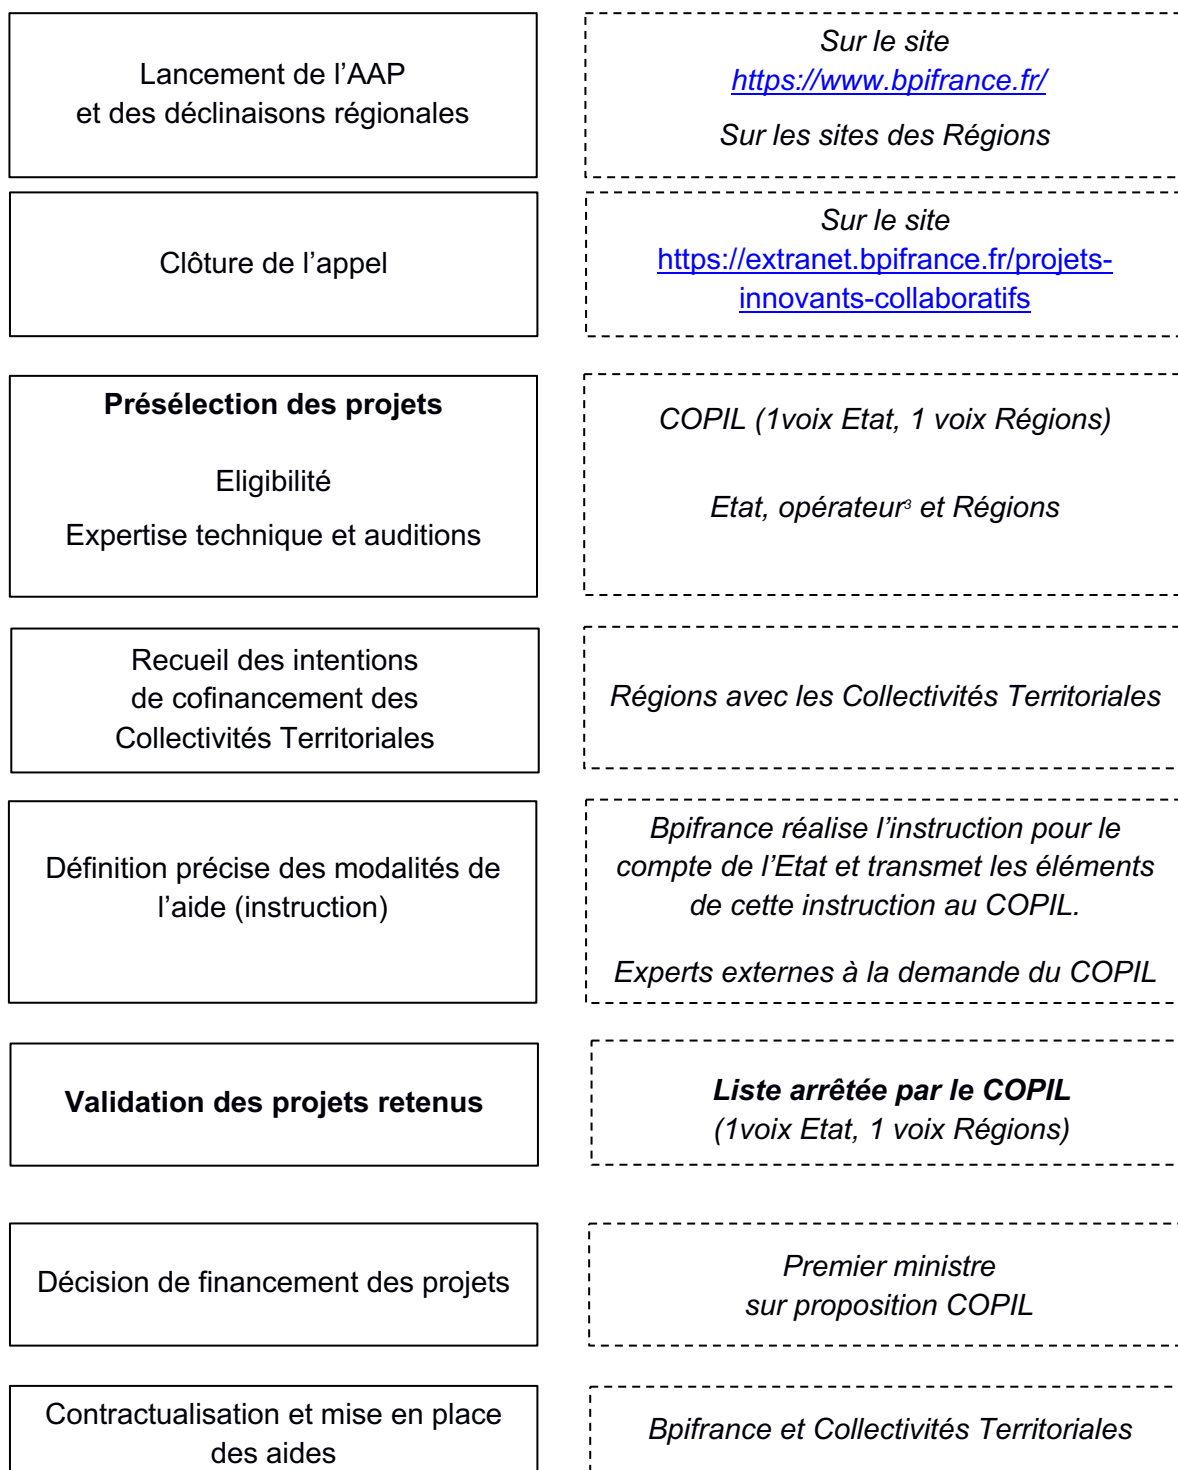 Lancement de l’AAP
et des déclinaisons régionales
Sur le site
https://www.bpifrance.fr/
Sur les sites des Régions
Clôture de l’appel
Sur le site
https://extranet.bpifrance.fr/projets-
innovants-collaboratifs
Présélection des projets
Eligibilité
Expertise technique et auditions
COPIL (1voix Etat, 1 voix Régions)
Etat, opérateur³ et Régions
Recueil des intentions
de cofinancement des
Collectivités Territoriales
Régions avec les Collectivités Territoriales
Définition précise des modalités de
l’aide (instruction)
Bpifrance réalise l’instruction pour le
compte de l’Etat et transmet les éléments
de cette instruction au COPIL.
Experts externes à la demande du COPIL
Validation des projets retenus
Liste arrêtée par le COPIL
(1voix Etat, 1 voix Régions)
Décision de financement des projets
Premier ministre
sur proposition COPIL
Contractualisation et mise en place
des aides
Bpifrance et Collectivités Territoriales